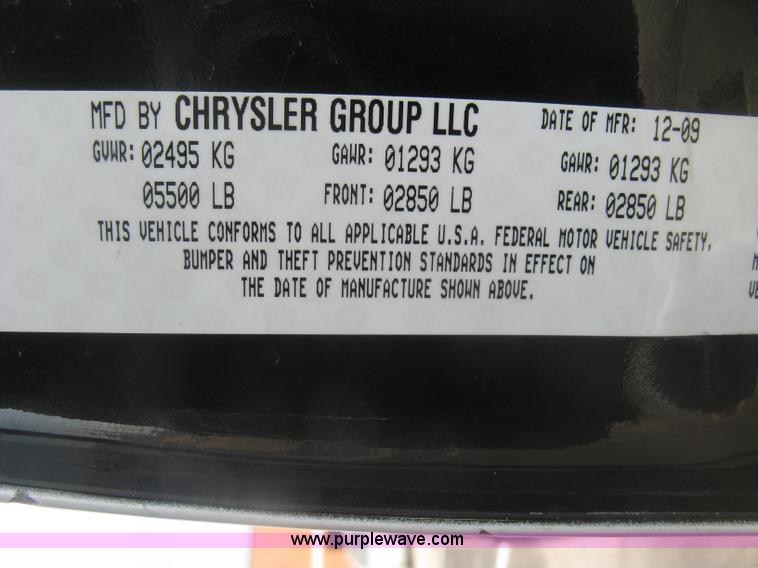 MFD BY CHRYSLER GROUP LLC DATE OF MFR: 12-09
GVWR: 02495 KG GAWR: 01293 KG GAWR: 01293 KG
05500 LB FRONT: 02850 LB REAR: 02850 LB
THIS VEHICLE CONFORMS TO ALL APPLICABLE U.S.A. FEDERAL MOTOR VEHICLE SAFETY,
BUMPER AND THEFT PREVENTION STANDARDS IN EFFECT ON
THE DATE OF MANUFACTURE SHOWN ABOVE.
www.purplewave.com